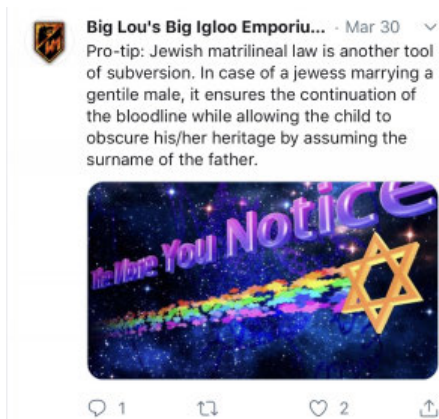 Big Lou's Big Igloo Emporiu... · Mar 30
Pro-tip: Jewish matrilineal law is another tool
of subversion. In case of a jewess marrying a
gentile male, it ensures the continuation of
the bloodline while allowing the child to
obscure his/her heritage by assuming the
surname of the father.
The More You Notice
1 2